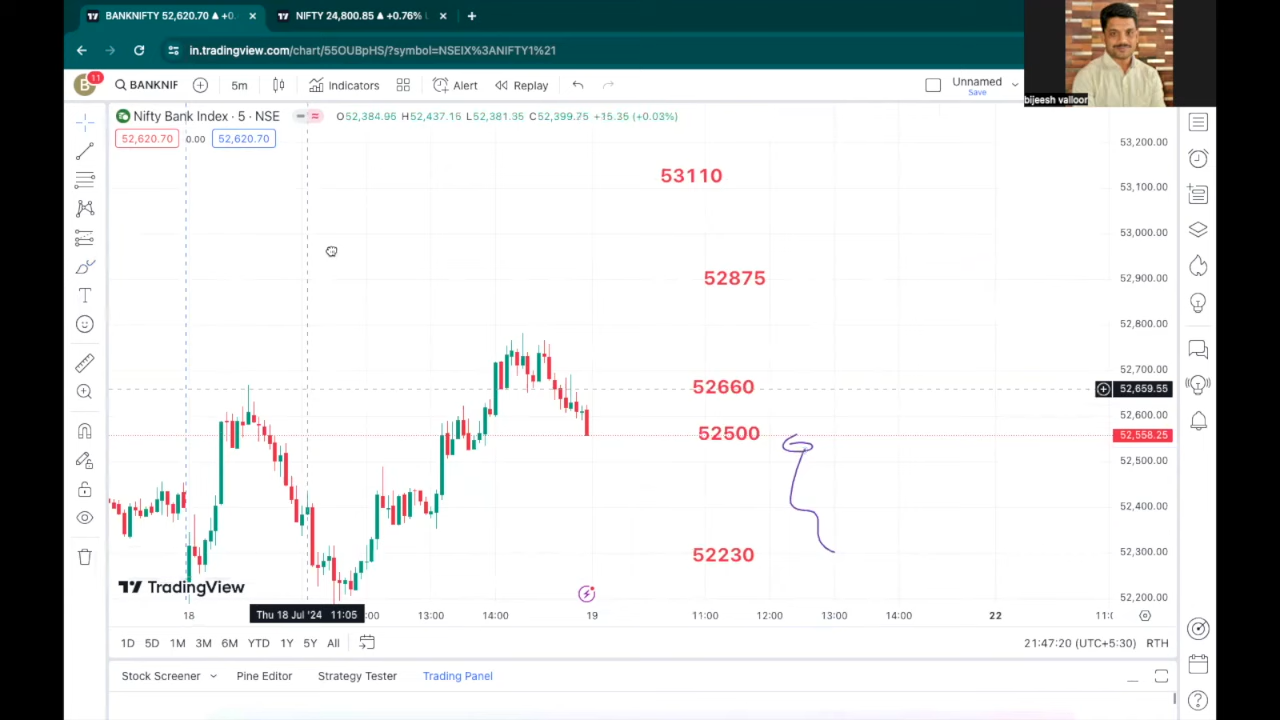 BANKNIFTY 52,620.70 ▲ +0.
NIFTY 24,800.85 ▲ +0.76%
in.tradingview.com/chart/55OUBpHS/?symbol=NSEIX%3ANIFTY1%21
B 11 BANKNIF 5m Indicators Alert Replay Unnamed
Save
bijeesh valloor
Nifty Bank Index · 5 · NSE O52,384.95 H52,437.15 L52,381.35 C52,399.75 +15.35 (+0.03%)
52,620.70 0.00 52,620.70
53110
52875
52660
52500
52230
53,200.00
53,100.00
53,000.00
52,900.00
52,800.00
52,700.00
52,659.55
52,600.00
52,558.25
52,500.00
52,400.00
52,300.00
52,200.00
TradingView
18 Thu 18 Jul '24 11:05 :00 13:00 14:00 19 11:00 12:00 13:00 14:00 22 11:0
1D 5D 1M 3M 6M YTD 1Y 5Y All 21:47:20 (UTC+5:30) RTH
Stock Screener Pine Editor Strategy Tester Trading Panel